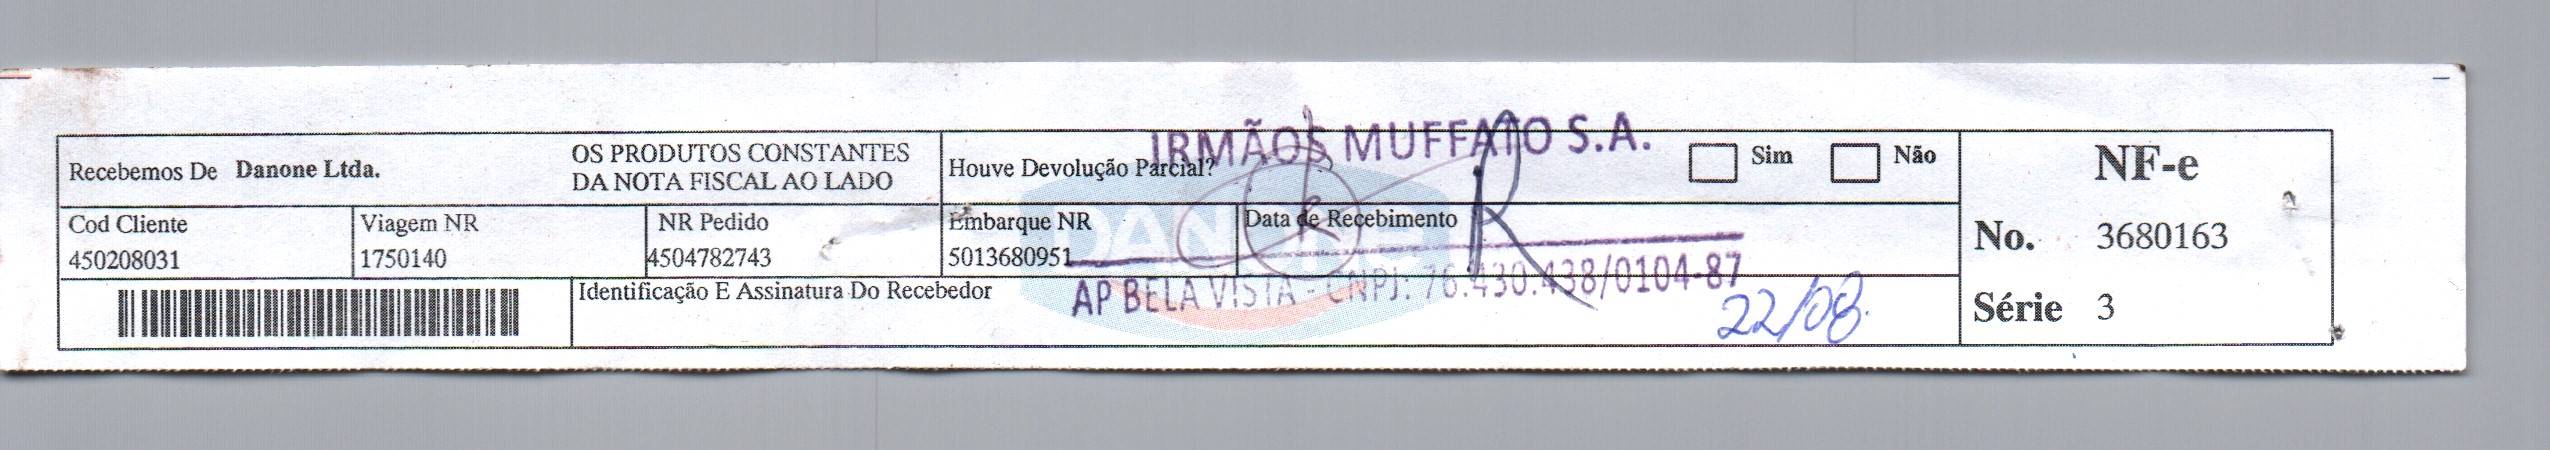 IRMÃOS MUFFATO S.A.
Recebemos De Danone Ltda.
OS PRODUTOS CONSTANTES
DA NOTA FISCAL AO LADO
Houve Devolução Parcial?
Sim
Não
NF-e
Cod Cliente
450208031
Viagem NR
1750140
NR Pedido
4504782743
Embarque NR
5013680951
Data de Recebimento
No. 3680163
Identificação E Assinatura Do Recebedor
AP BELA VISTA - CNPJ: 76.430.438/0104-87
22/08
Série 3